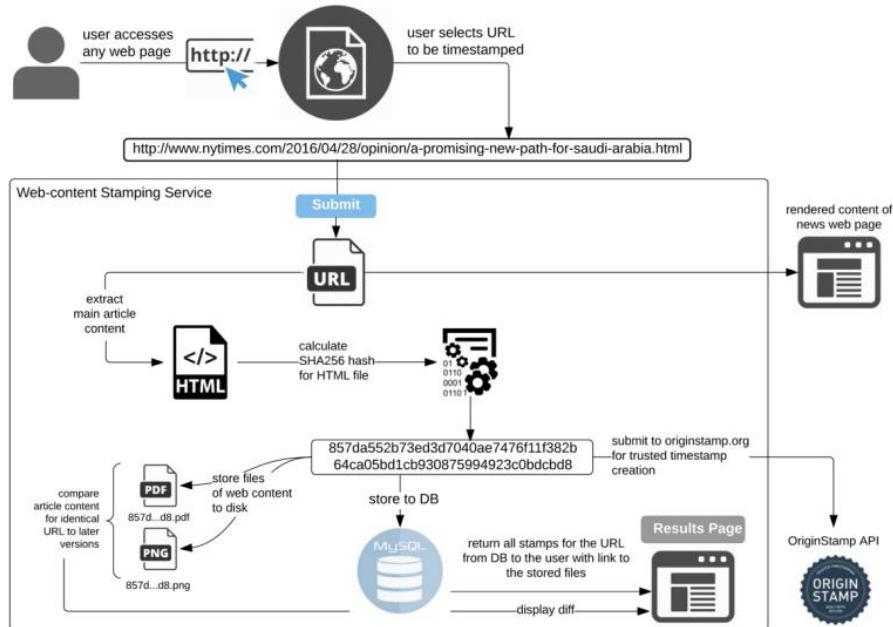 user accesses
any web page
http://
user selects URL
to be timestamped
http://www.nytimes.com/2016/04/28/opinion/a-promising-new-path-for-saudi-arabia.html
Web-content Stamping Service
Submit
rendered content of
news web page
URL
extract
main article
content
</>
HTML
calculate
SHA256 hash
for HTML file
01
0110
0001
0110 1
857da552b73ed3d7040ae7476f11f382b
64ca05bd1cb930875994923c0bdcbd8
submit to originstamp.org
for trusted timestamp
creation
compare
article content
for identical
URL to later
versions
PDF
857d...d8.pdf
PNG
857d...d8.png
store files
of web content
to disk
store to DB
MySQL
return all stamps for the URL
from DB to the user with link to
the stored files
display diff
Results Page
OriginStamp API
ORIGIN
STAMP